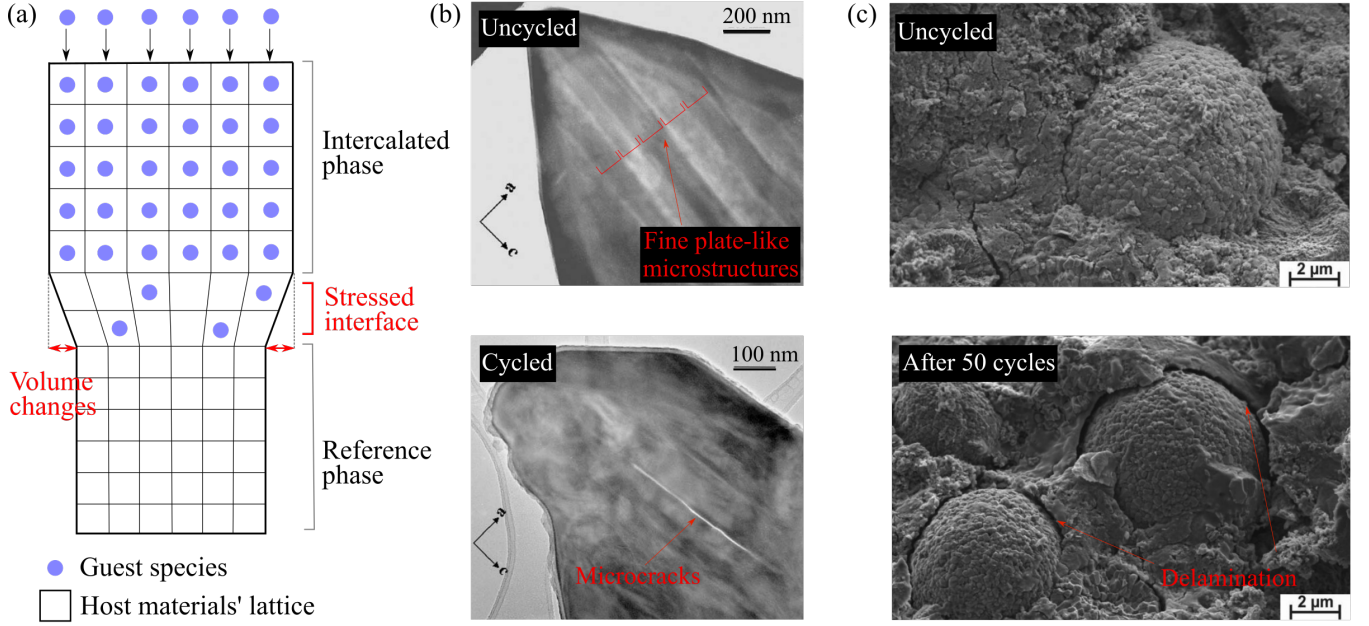 (a)
Intercalated
phase
Stressed
interface
Volume
changes
Reference
phase
Guest species
Host materials' lattice
(b)
Uncycled
200 nm
a
c
Fine plate-like
microstructures
Cycled
100 nm
a
c
Microcracks
(c)
Uncycled
2 µm
After 50 cycles
Delamination
2 µm